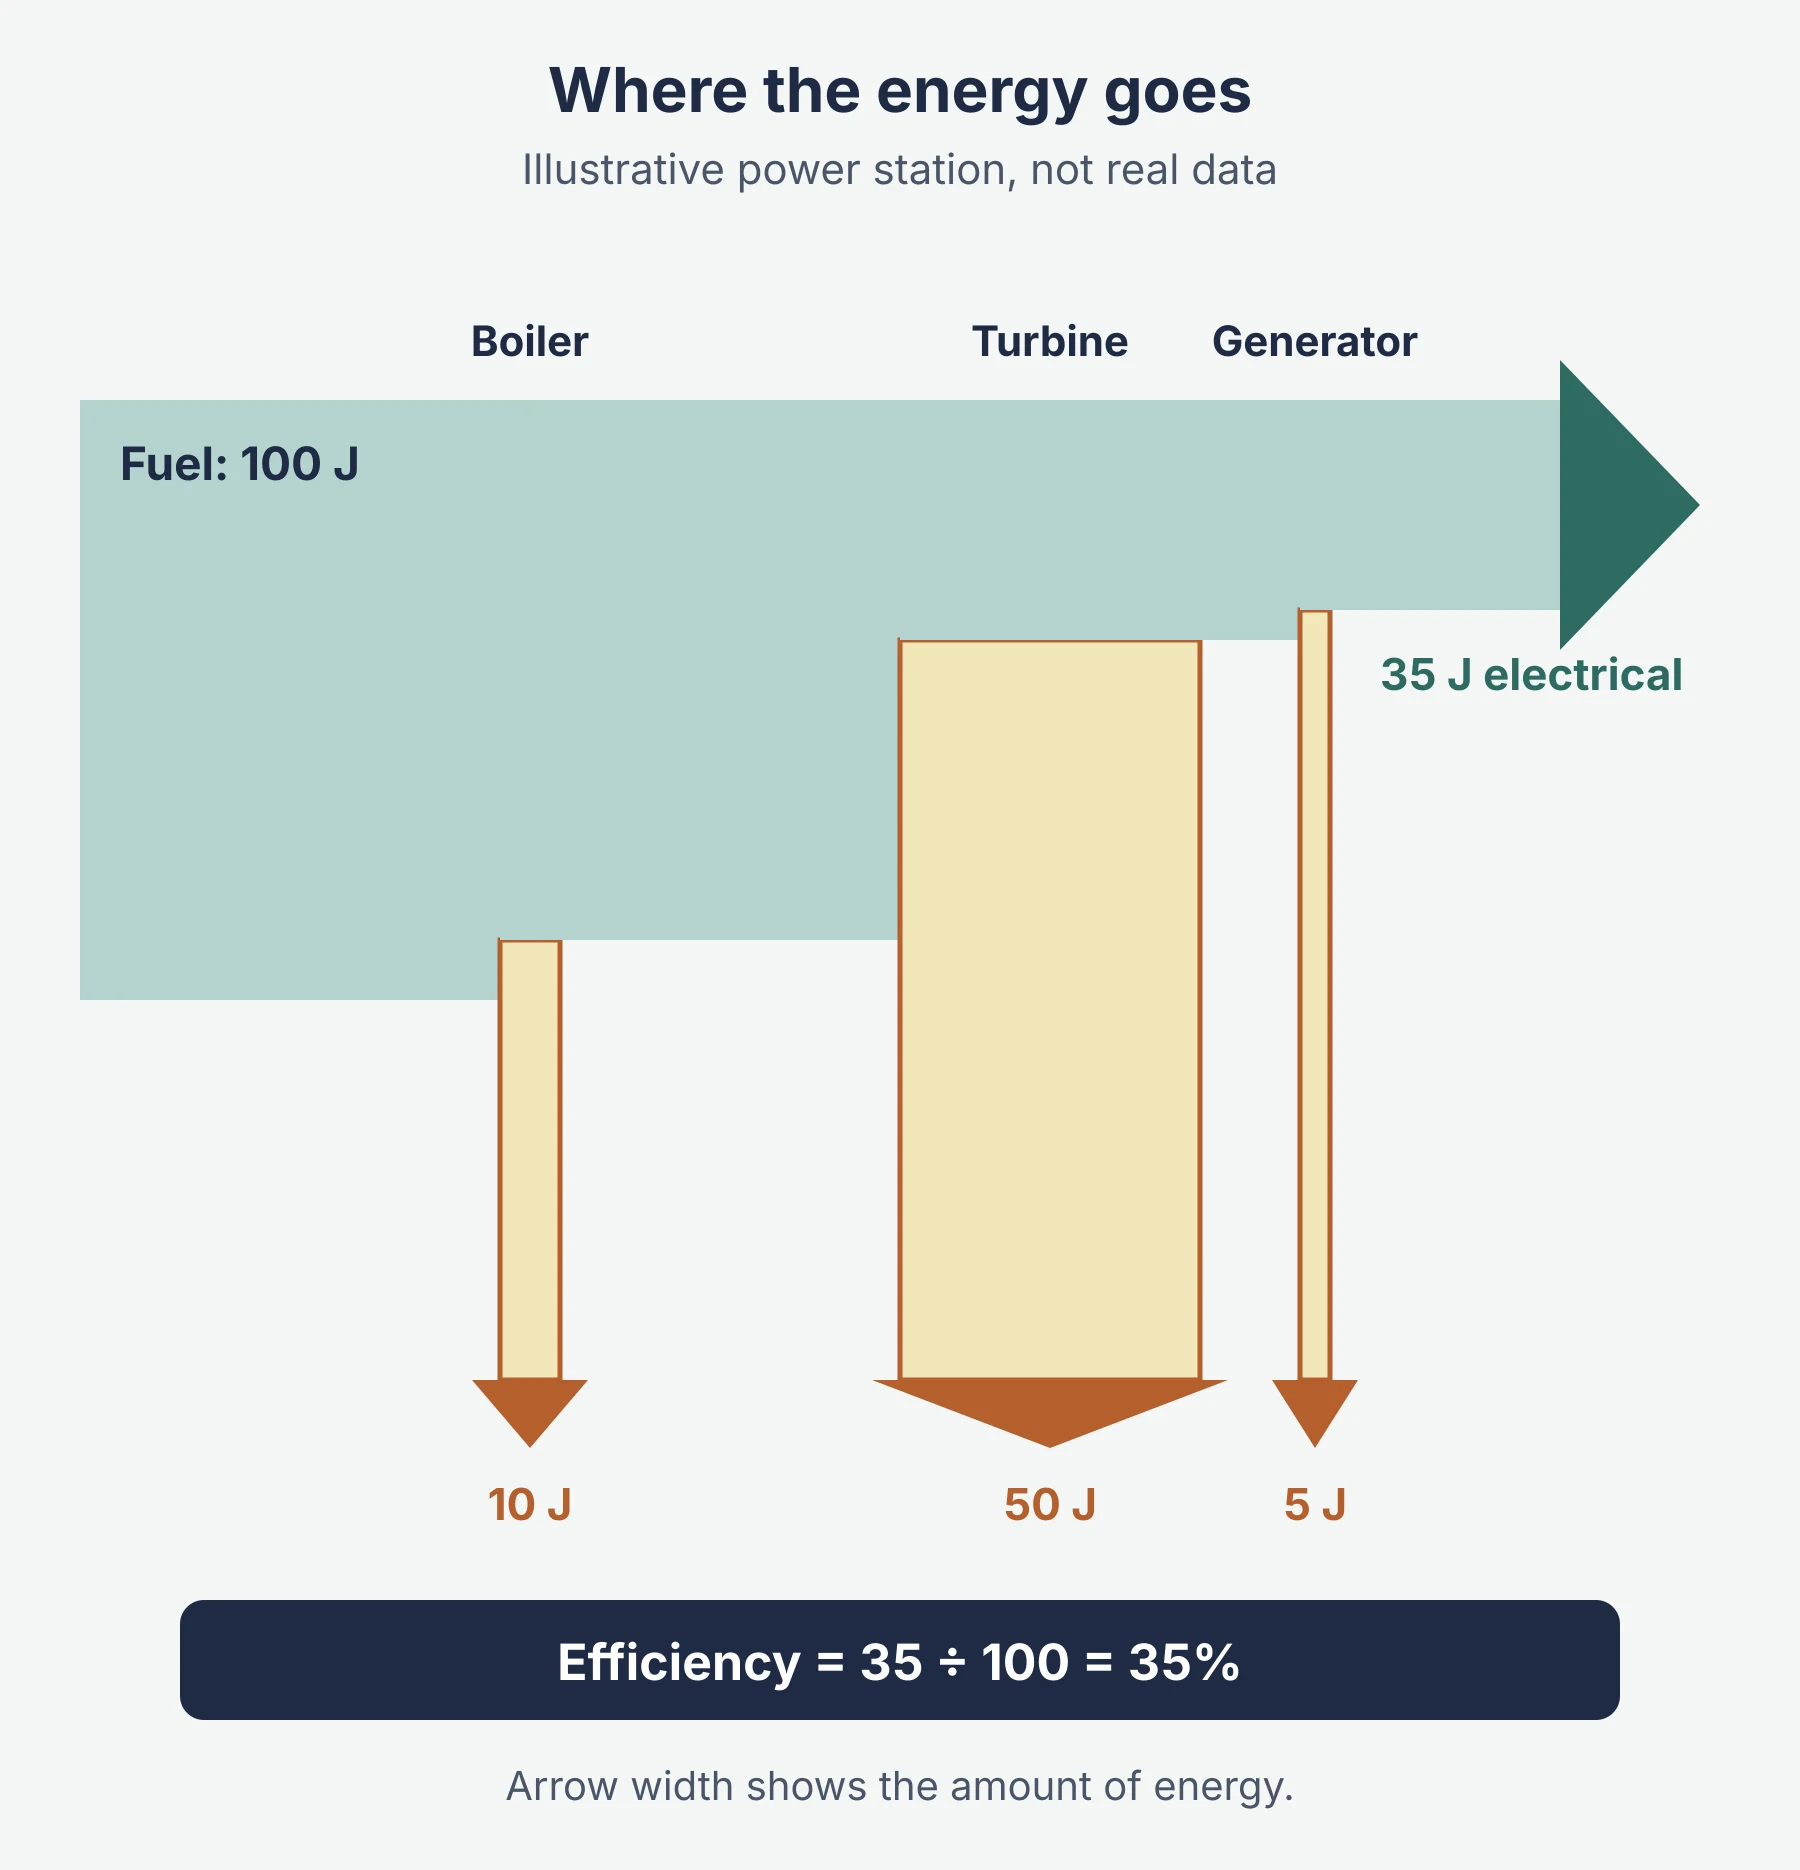 Where the energy goes
Illustrative power station, not real data
Boiler
Turbine
Generator
Fuel: 100 J
35 J electrical
10 J
50 J
5 J
Efficiency = 35 ÷ 100 = 35%
Arrow width shows the amount of energy.